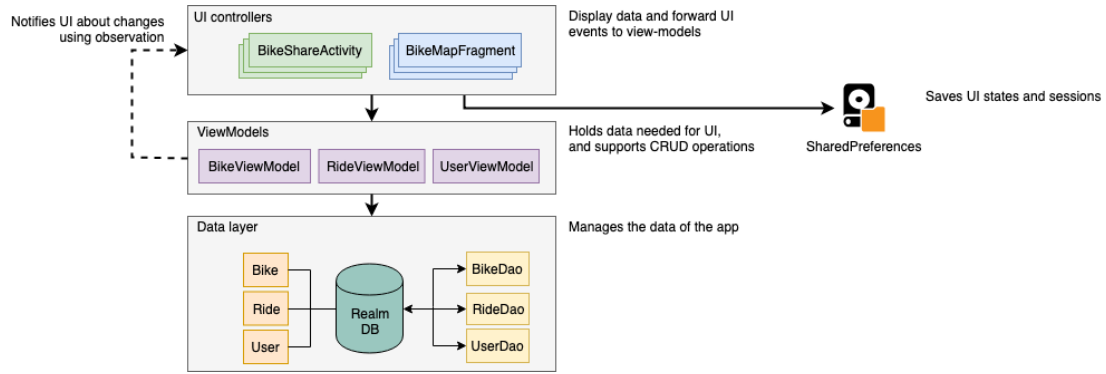 Notifies UI about changes
using observation
UI controllers
BikeShareActivity
BikeMapFragment
Display data and forward UI
events to view-models
Saves UI states and sessions
SharedPreferences
ViewModels
BikeViewModel
RideViewModel
UserViewModel
Holds data needed for UI,
and supports CRUD operations
Data layer
Manages the data of the app
Bike
Ride
User
Realm
DB
BikeDao
RideDao
UserDao